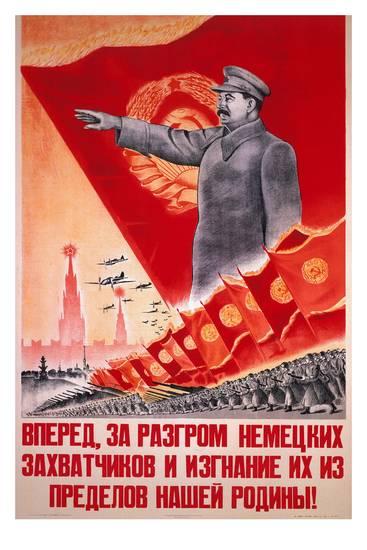 ВПЕРЕД, ЗА РАЗГРОМ НЕМЕЦКИХ
ЗАХВАТЧИКОВ И ИЗГНАНИЕ ИХ ИЗ
ПРЕДЕЛОВ НАШЕЙ РОДИНЫ!